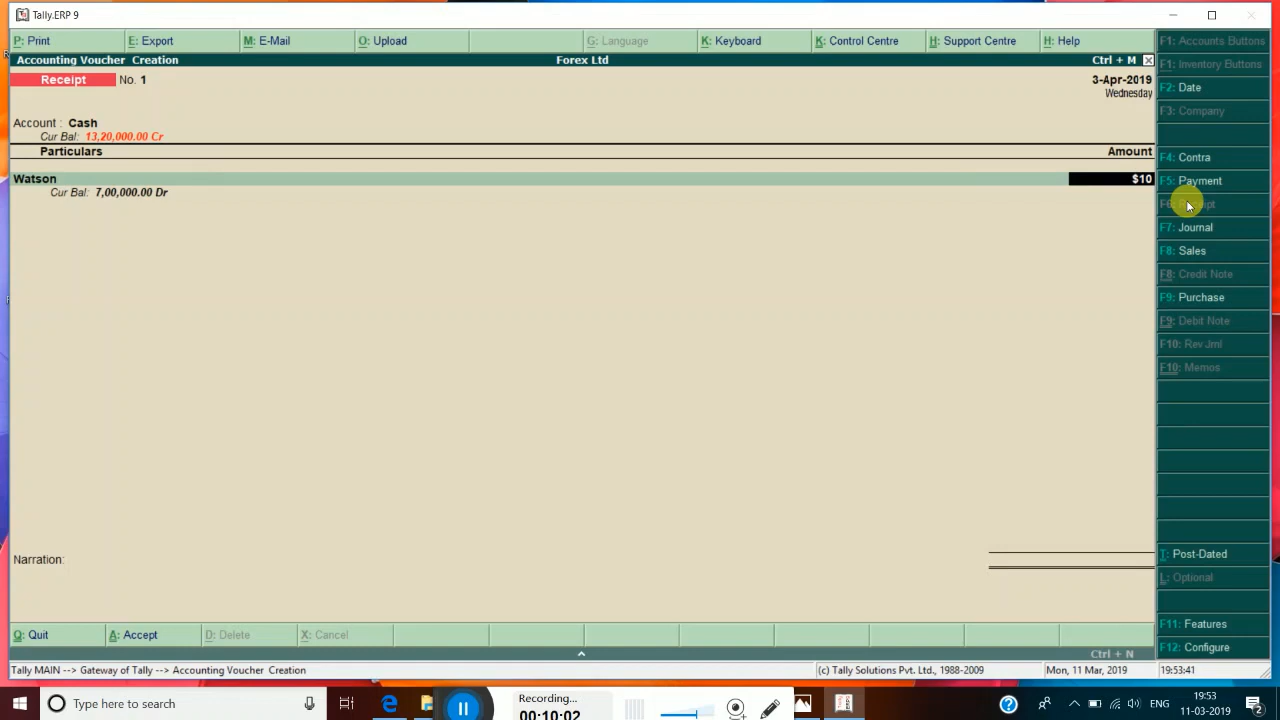 Tally.ERP 9
P: Print E: Export M: E-Mail O: Upload G: Language K: Keyboard K: Control Centre H: Support Centre H: Help
Accounting Voucher Creation Forex Ltd Ctrl + M
Receipt No. 1 3-Apr-2019
Wednesday
Account : Cash
Cur Bal: 13,20,000.00 Cr
Particulars Amount
Watson $10
Cur Bal: 7,00,000.00 Dr
Narration:
F1: Accounts Buttons
F1: Inventory Buttons
F2: Date
F3: Company
F4: Contra
F5: Payment
F6: Receipt
F7: Journal
F8: Sales
F8: Credit Note
F9: Purchase
F9: Debit Note
F10: Rev Jrnl
F10: Memos
T: Post-Dated
L: Optional
F11: Features
F12: Configure
Q: Quit A: Accept D: Delete X: Cancel
Ctrl + N
Tally MAIN --> Gateway of Tally --> Accounting Voucher Creation (c) Tally Solutions Pvt. Ltd., 1988-2009 Mon, 11 Mar, 2019 19:53:41
Type here to search
Recording...
00:10:02
ENG
19:53
11-03-2019
2